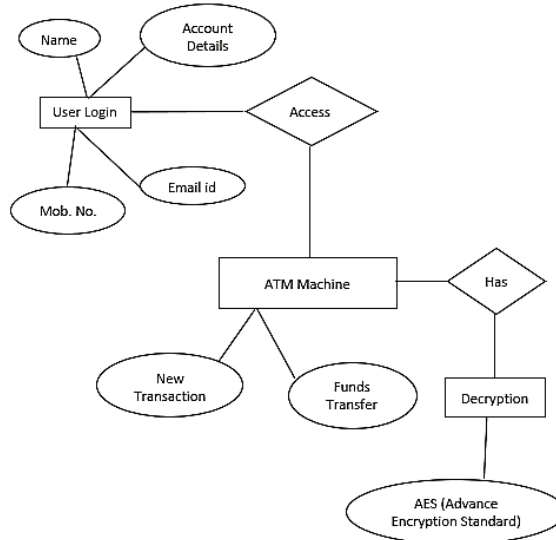 Name
Account
Details
User Login
Access
Email id
Mob. No.
ATM Machine
Has
New
Transaction
Funds
Transfer
Decryption
AES (Advance
Encryption Standard)